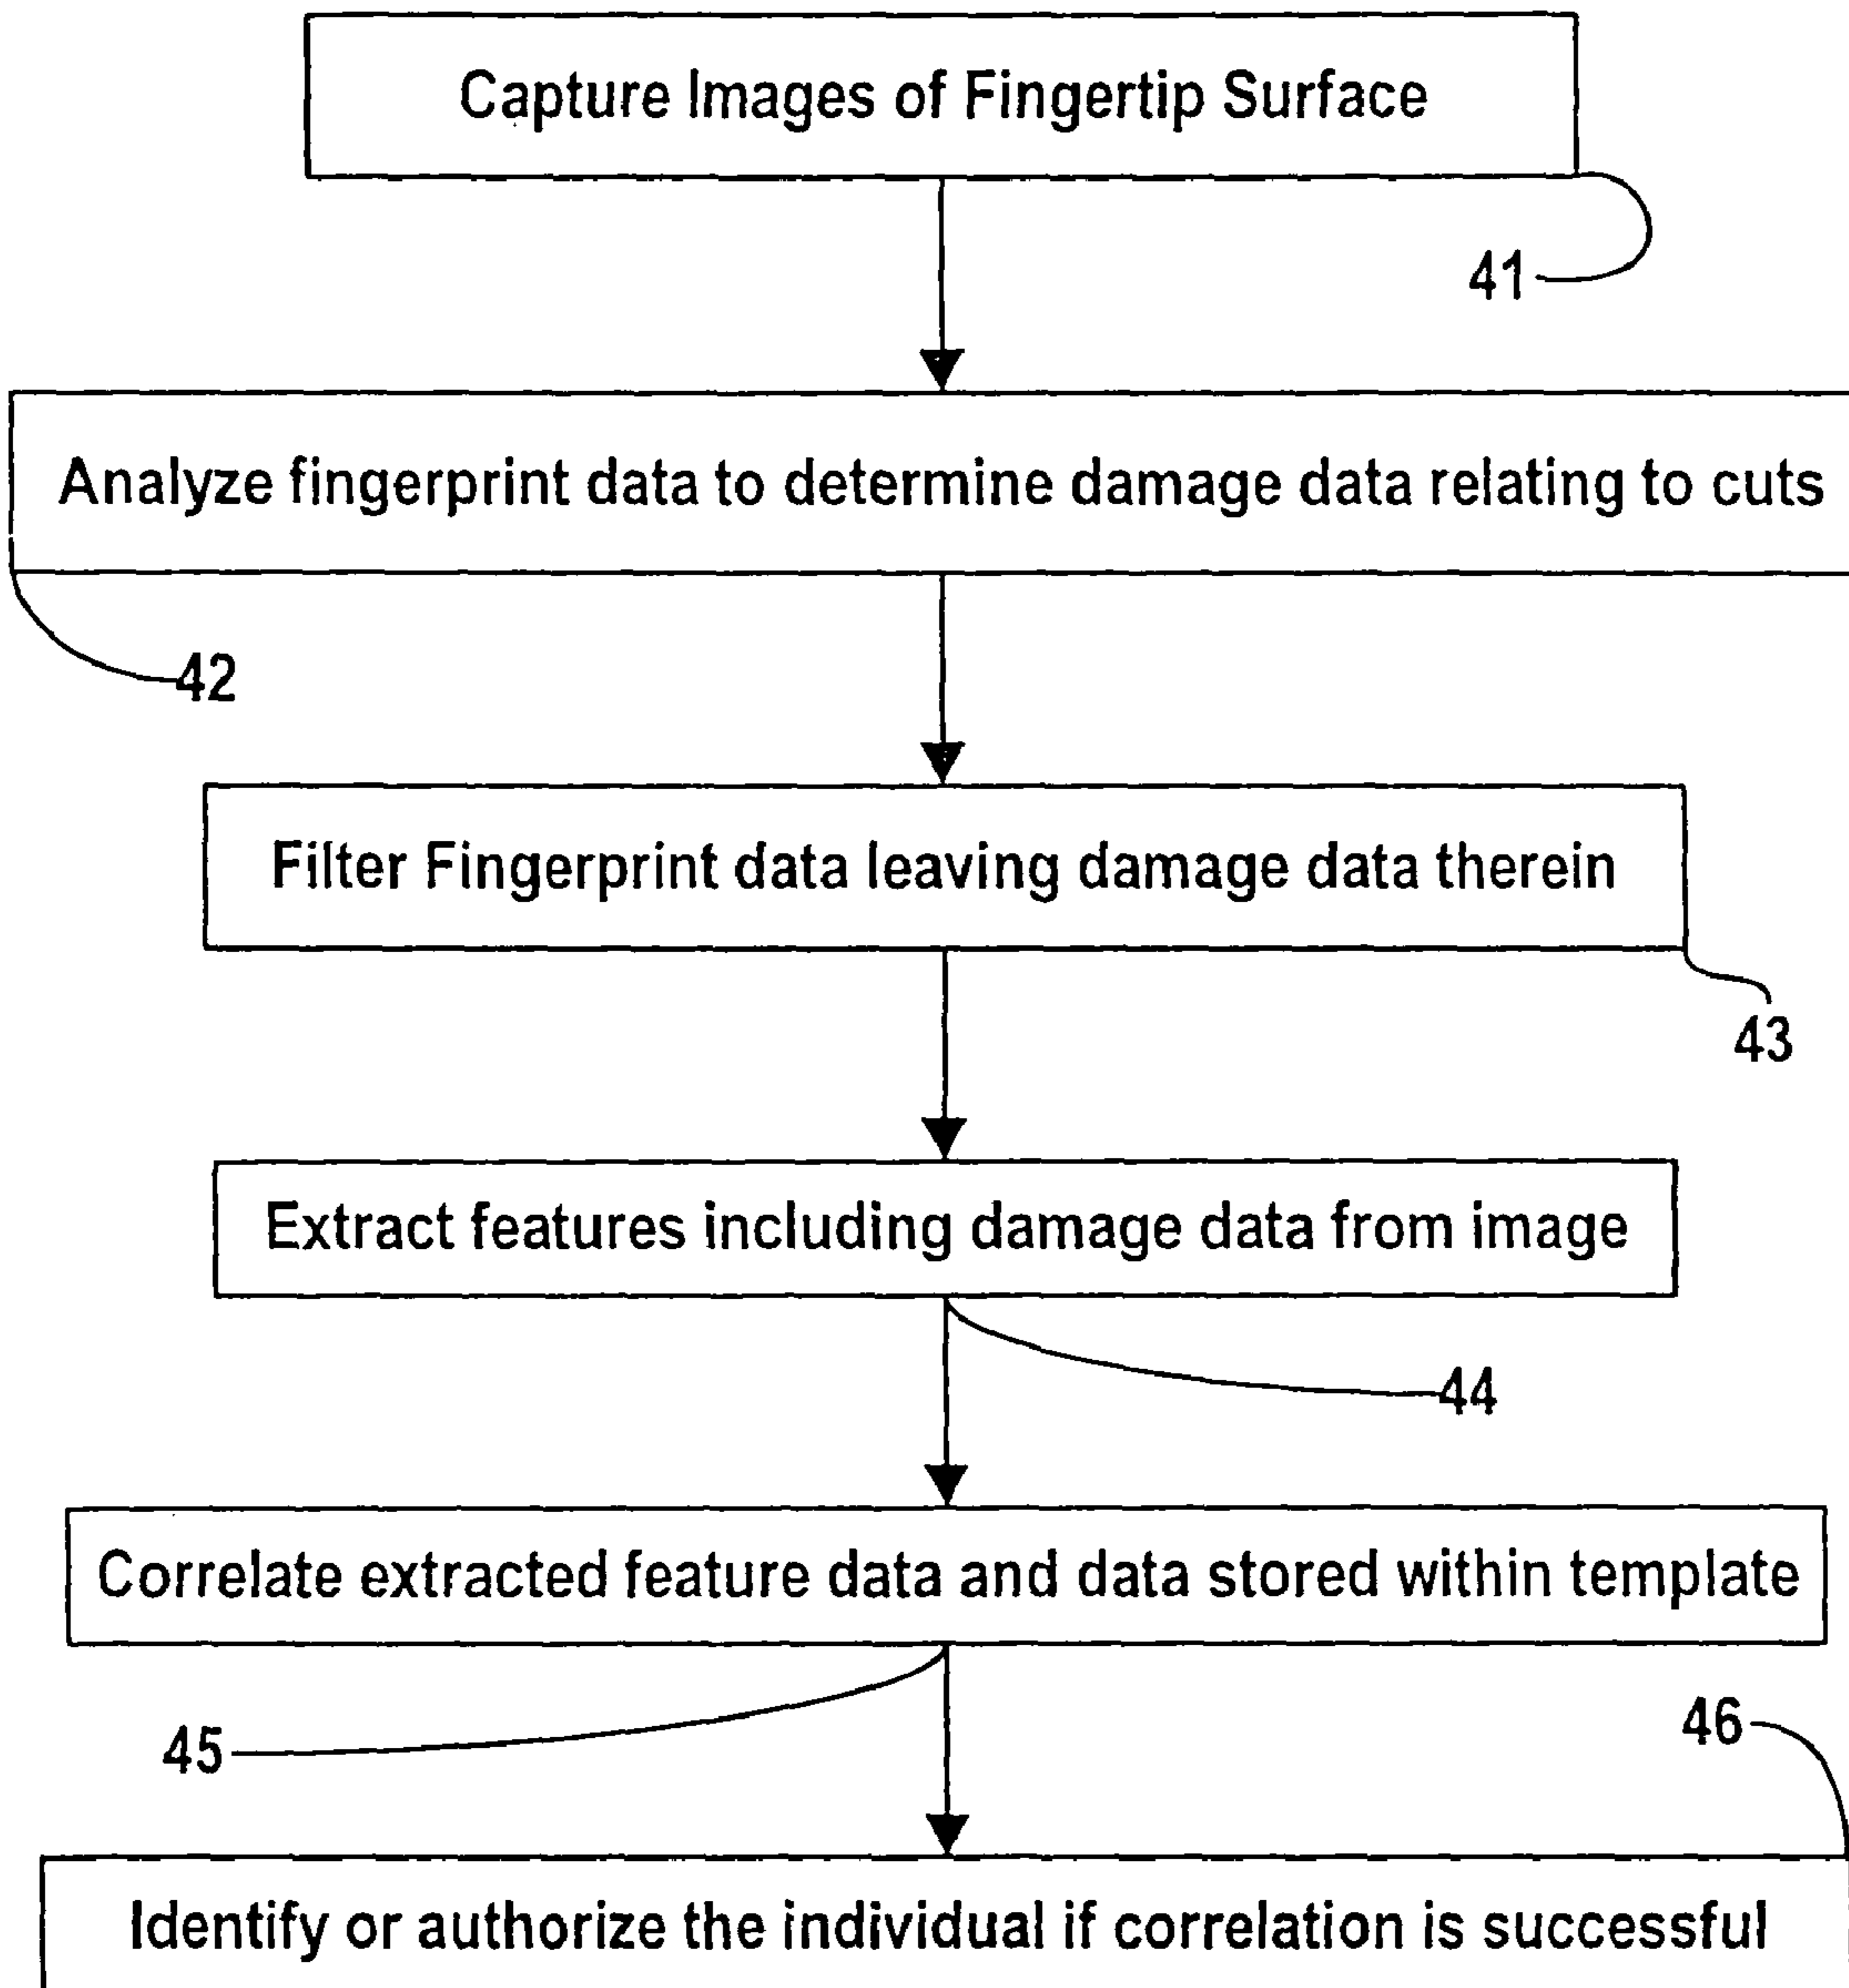 Capture Images of Fingertip Surface
41
Analyze fingerprint data to determine damage data relating to cuts
42
Filter Fingerprint data leaving damage data therein
43
Extract features including damage data from image
44
Correlate extracted feature data and data stored within template
46
45
Identify or authorize the individual if correlation is successful